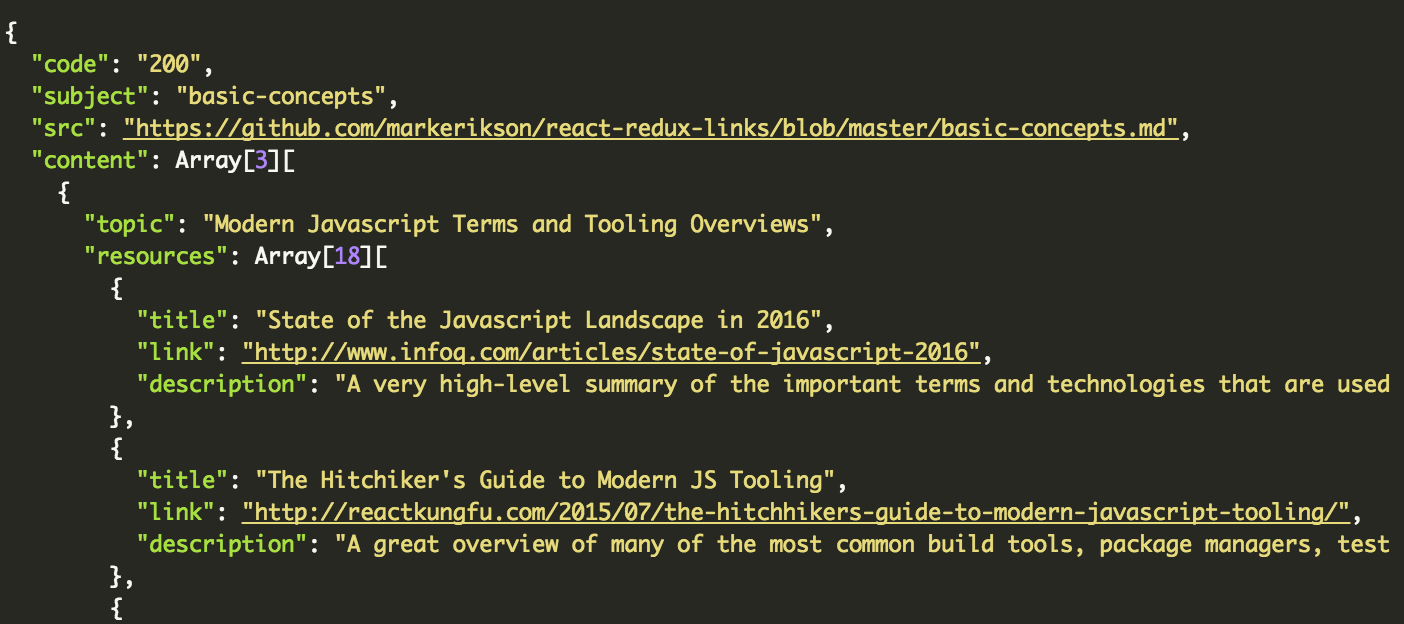 {
  "code": "200",
  "subject": "basic-concepts",
  "src": "https://github.com/markerikson/react-redux-links/blob/master/basic-concepts.md",
  "content": Array[3][
    {
      "topic": "Modern Javascript Terms and Tooling Overviews",
      "resources": Array[18][
        {
          "title": "State of the Javascript Landscape in 2016",
          "link": "http://www.infoq.com/articles/state-of-javascript-2016",
          "description": "A very high-level summary of the important terms and technologies that are used
        },
        {
          "title": "The Hitchiker's Guide to Modern JS Tooling",
          "link": "http://reactkungfu.com/2015/07/the-hitchhikers-guide-to-modern-javascript-tooling/",
          "description": "A great overview of many of the most common build tools, package managers, test
        },
        {